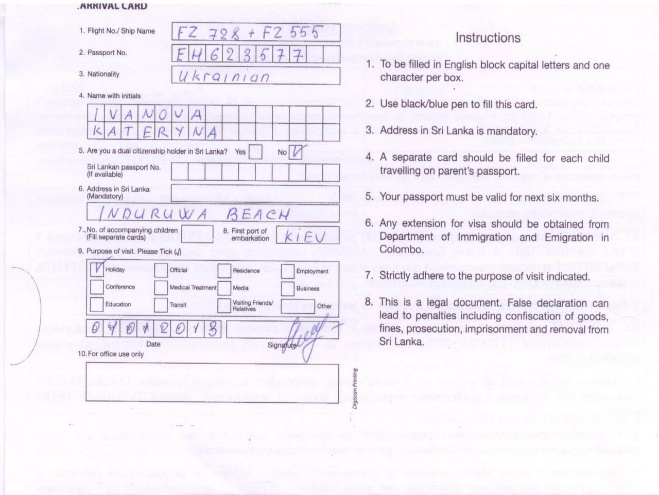 ARRIVAL CARD
1. Flight No./ Ship Name FZ 728 + FZ 555
2. Passport No. EH623577
3. Nationality Ukrainian
4. Name with initials
IVANOVA
KATERYNA
5. Are you a dual citizenship holder in Sri Lanka? Yes No V
Sri Lankan passport No.
(If available)
6. Address in Sri Lanka
(Mandatory)
INDURUWA BEACH
7. No. of accompanying children
(Fill separate cards)
8. First port of
embarkation KIEV
9. Purpose of visit. Please Tick (√)
Holiday Official Residence Employment
Conference Medical Treatment Media Business
Education Transit Visiting Friends/
Relatives Other
Date Signature
10. For office use only
Digiscan Printing
Instructions
1. To be filled in English block capital letters and one
character per box.
2. Use black/blue pen to fill this card.
3. Address in Sri Lanka is mandatory.
4. A separate card should be filled for each child
travelling on parent's passport.
5. Your passport must be valid for next six months.
6. Any extension for visa should be obtained from
Department of Immigration and Emigration in
Colombo.
7. Strictly adhere to the purpose of visit indicated.
8. This is a legal document. False declaration can
lead to penalties including confiscation of goods,
fines, prosecution, imprisonment and removal from
Sri Lanka.